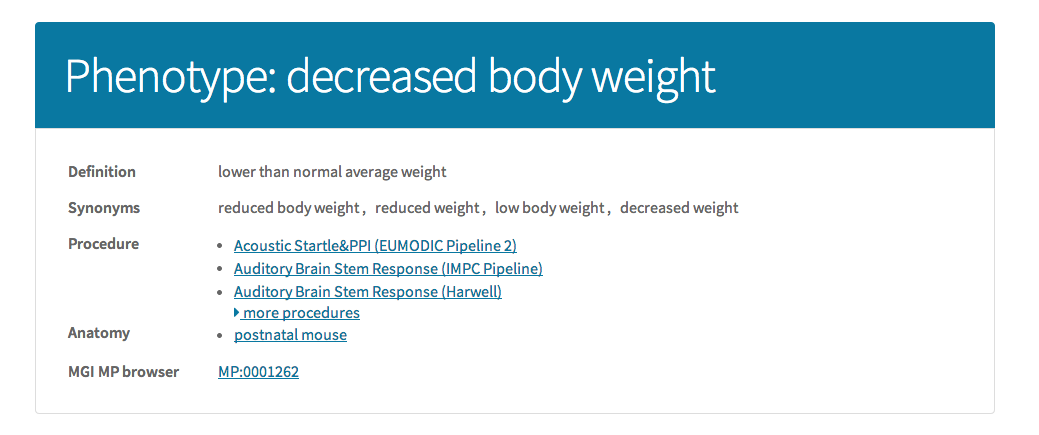 Phenotype: decreased body weight
Definition lower than normal average weight
Synonyms reduced body weight, reduced weight, low body weight, decreased weight
Procedure • Acoustic Startle&PPI (EUMODIC Pipeline 2)
• Auditory Brain Stem Response (IMPC Pipeline)
• Auditory Brain Stem Response (Harwell)
more procedures
Anatomy • postnatal mouse
MGI MP browser MP:0001262